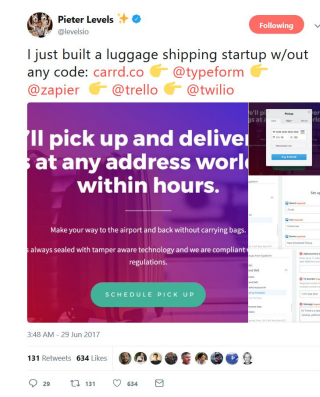 Pieter Levels
@levelsio
Following
I just built a luggage shipping startup w/out
any code: carrd.co 👉 @typeform 👉
@zapier 👉 @trello 👉 @twilio
'll pick up and deliver
s at any address worl
within hours.
Make your way to the airport and back without carrying bags.
always sealed with tamper aware technology and we are compliant
regulations.
SCHEDULE PICK UP
3:48 AM - 29 Jun 2017
131 Retweets 634 Likes
29 131 634